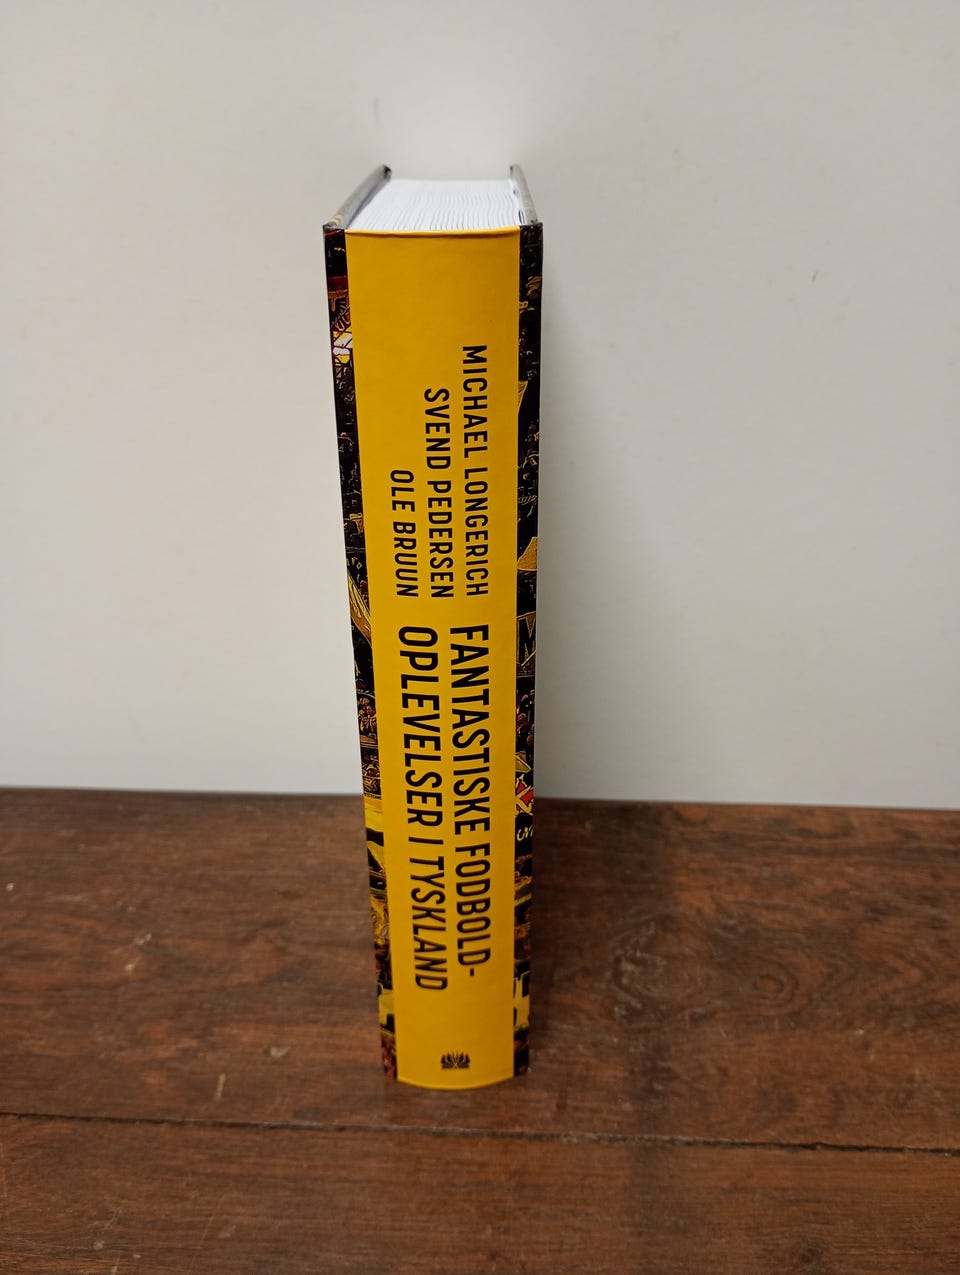 MICHAEL LONGERICH
SVEND PEDERSEN
OLE BRUUN
FANTASTISKE FODBOLD-
OPLEVELSER I TYSKLAND